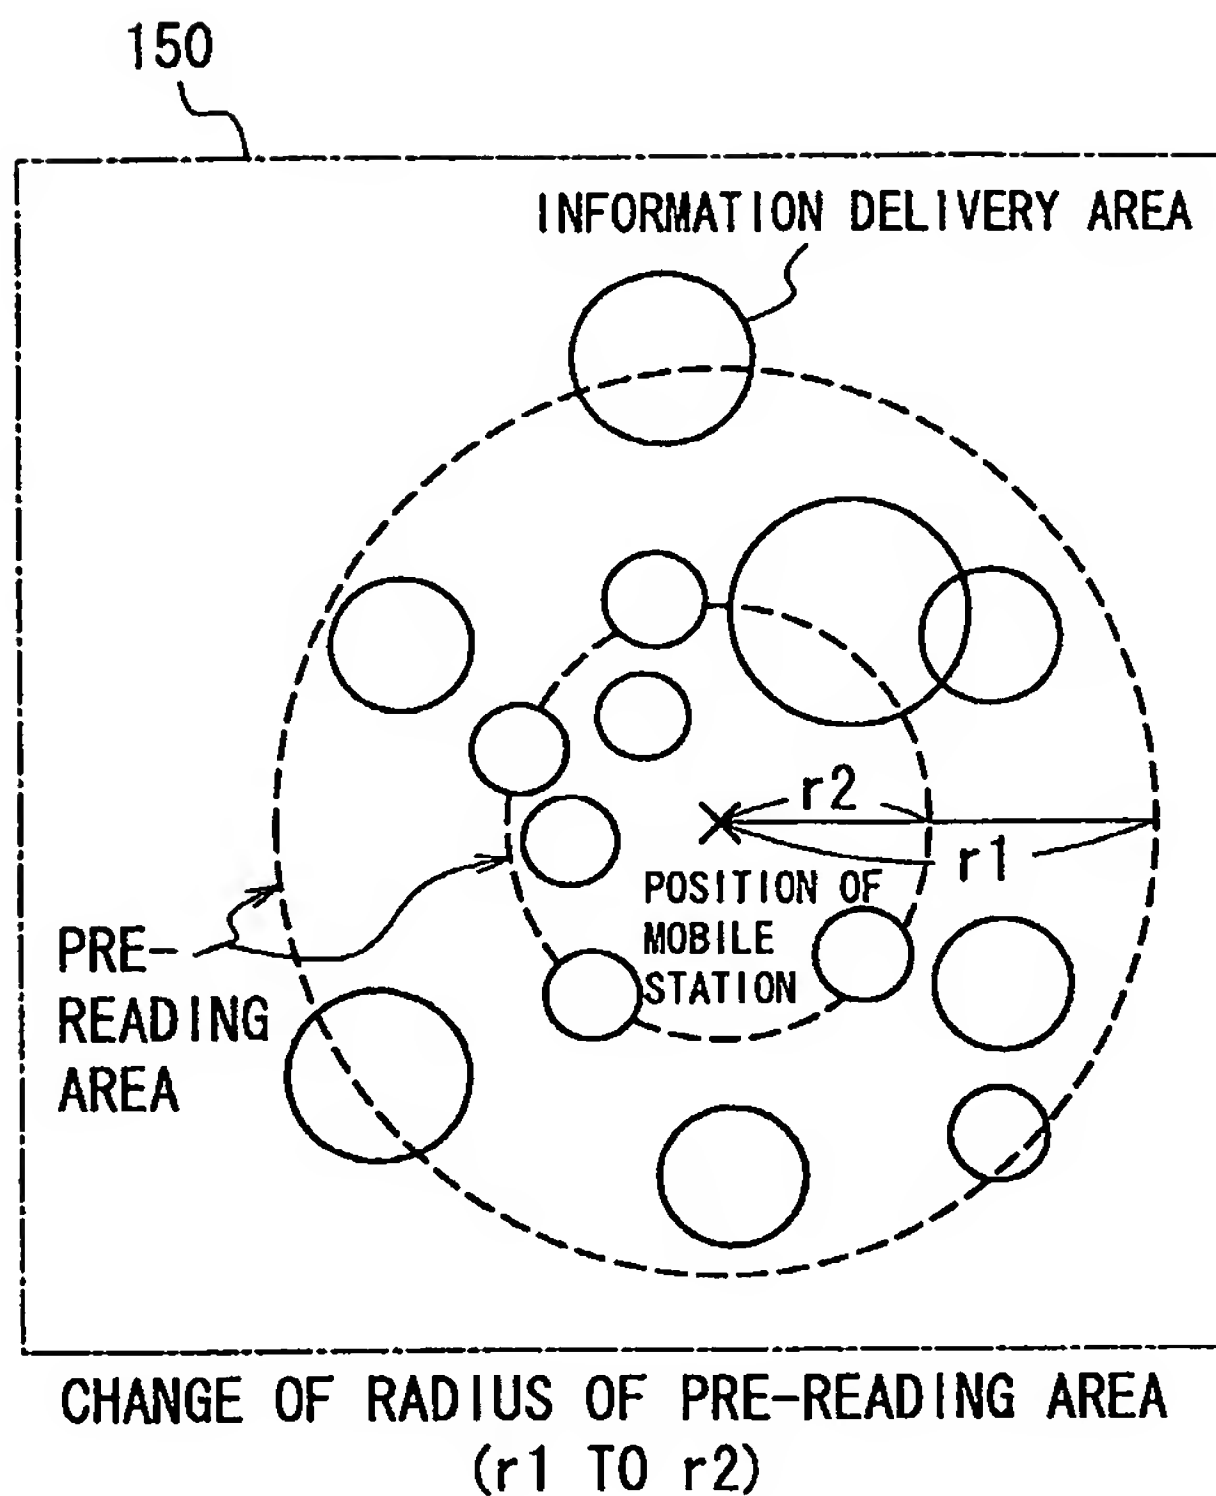 150
INFORMATION DELIVERY AREA
r2
r1
POSITION OF
MOBILE
STATION
PRE-
READING
AREA
CHANGE OF RADIUS OF PRE-READING AREA
(r1 TO r2)